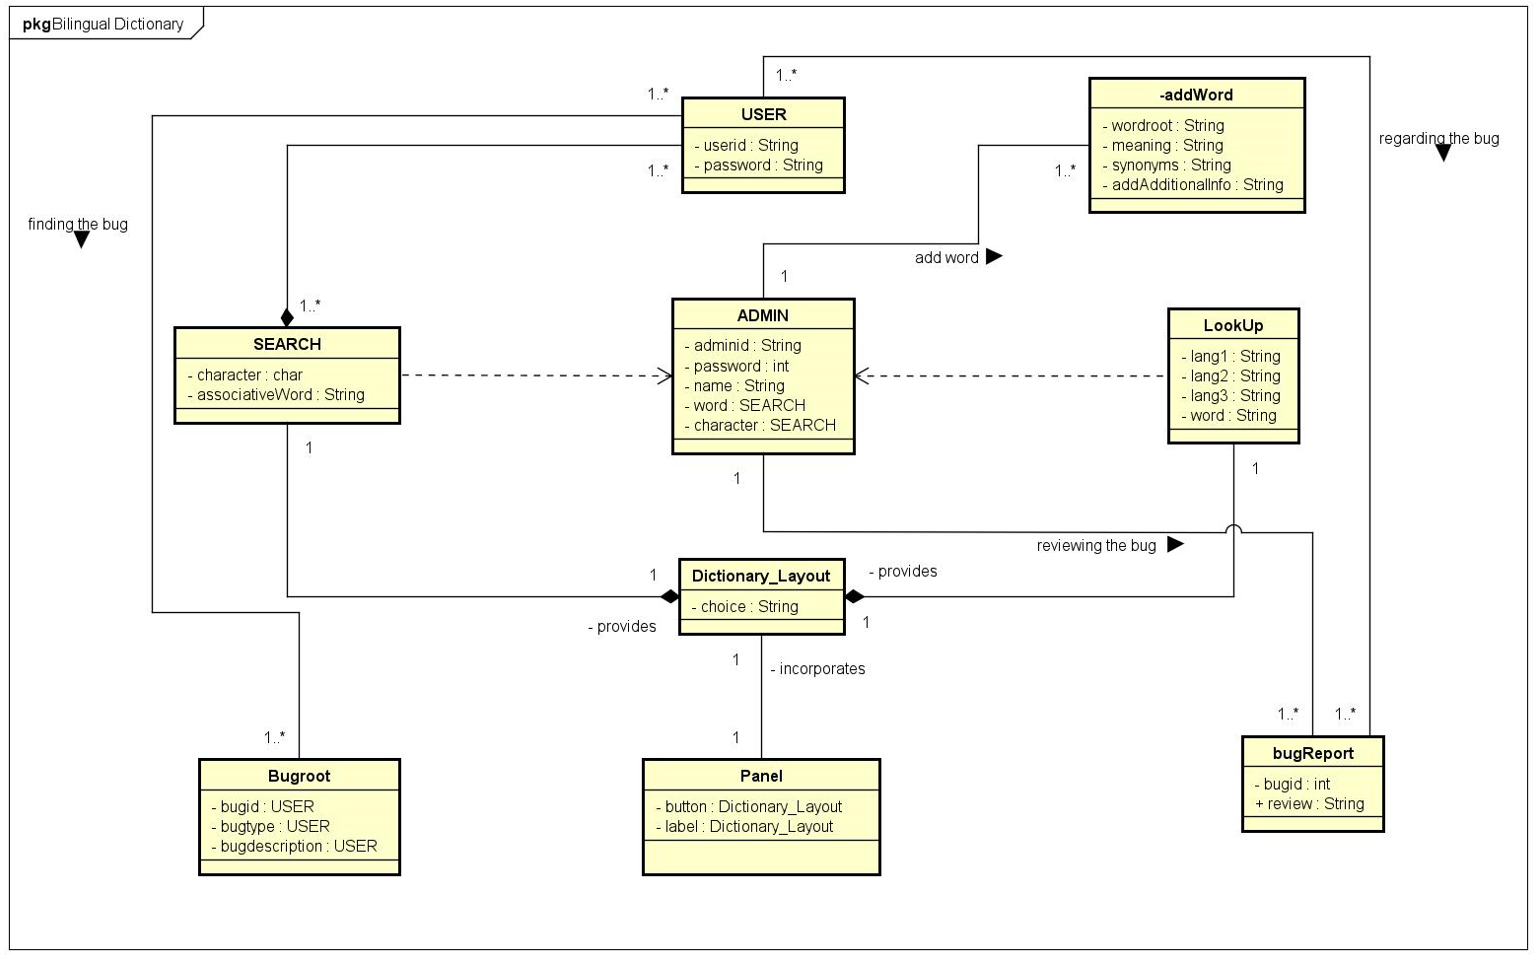 pkgBilingual Dictionary
1..*
1..*
USER
- userid : String
- password : String
1..*
-addWord
- wordroot : String
- meaning : String
- synonyms : String
- addAdditionalInfo : String
1..*
regarding the bug
finding the bug
add word
1
1..*
SEARCH
- character : char
- associativeWord : String
1
ADMIN
- adminid : String
- password : int
- name : String
- word : SEARCH
- character : SEARCH
1
LookUp
- lang1 : String
- lang2 : String
- lang3 : String
- word : String
1
reviewing the bug
1
Dictionary_Layout
- choice : String
- provides
- provides
1
1
- incorporates
1..*
1
1..*
1..*
Bugroot
- bugid : USER
- bugtype : USER
- bugdescription : USER
Panel
- button : Dictionary_Layout
- label : Dictionary_Layout
bugReport
- bugid : int
+ review : String